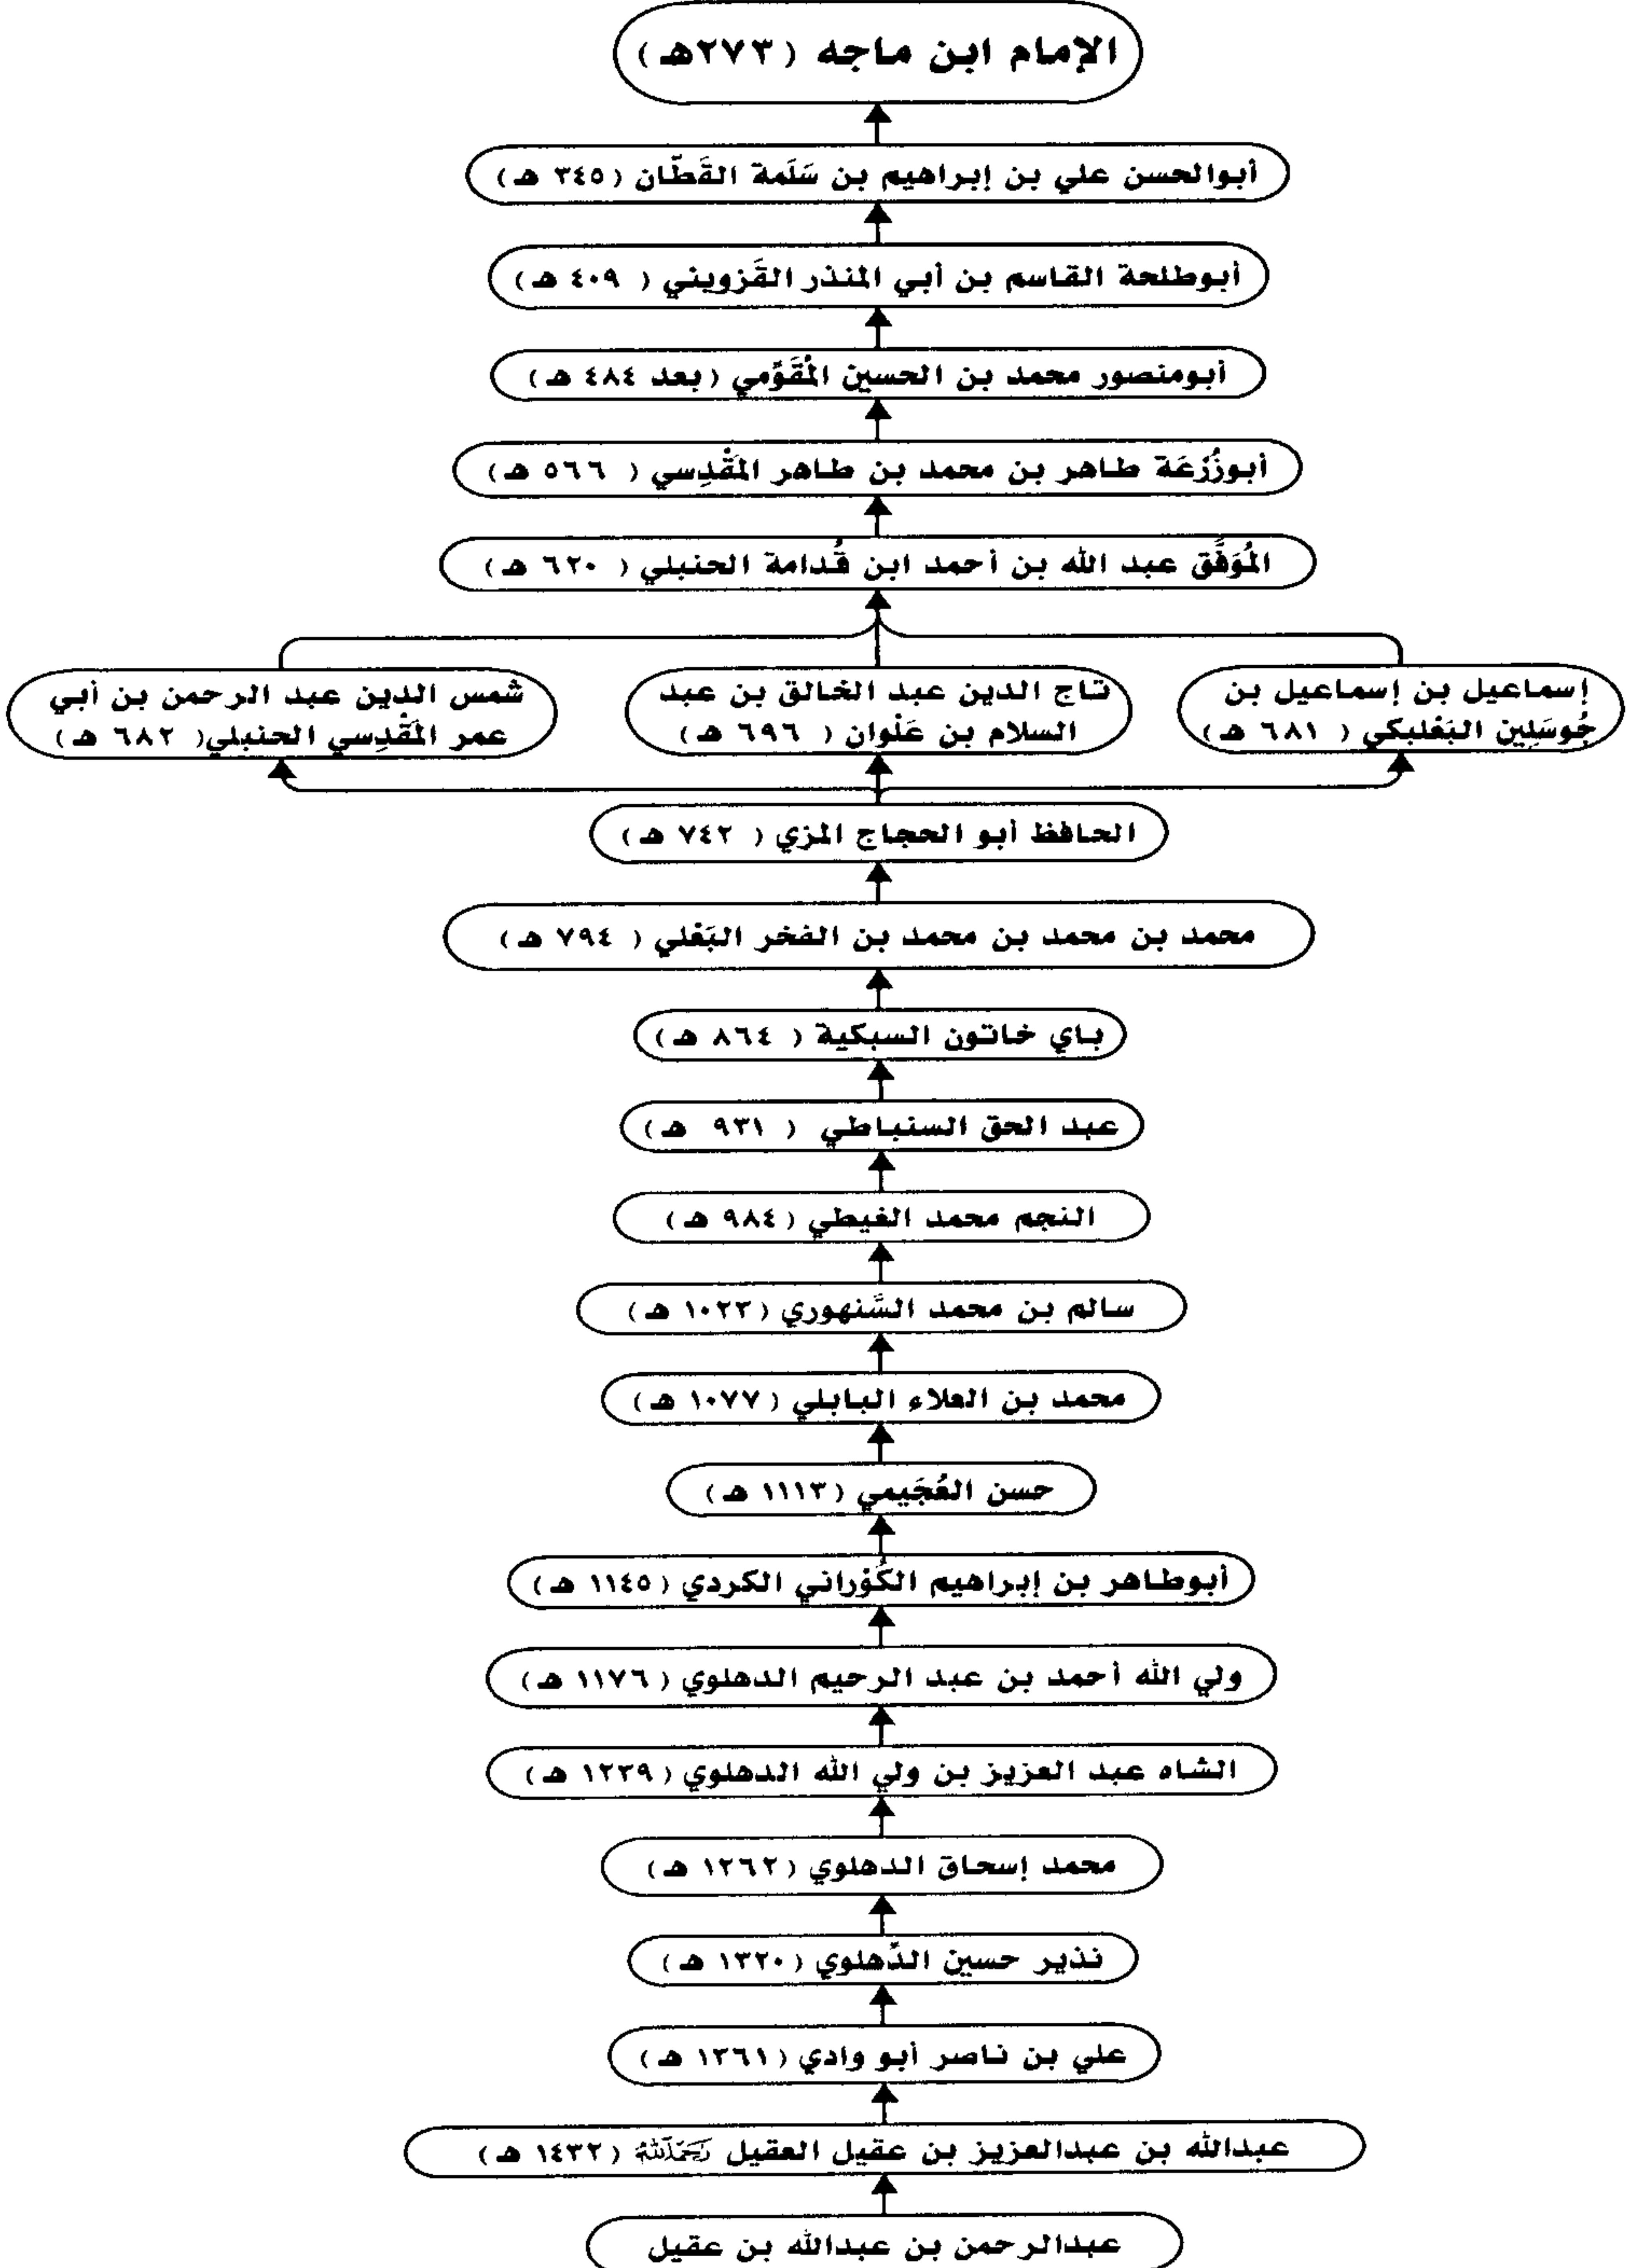 الإمام ابن ماجه (٢٧٣هـ)
أبوالحسن علي بن إبراهيم بن سَلَمة القَطَّان (٣٤٥ هـ)
أبوطلحة القاسم بن أبي المنذر القَزويني ( ٤٠٩ هـ)
أبومنصور محمد بن الحسين المُقَوِّمي (بعد ٤٨٤ هـ)
أبوزُرْعَة طاهر بن محمد بن طاهر المَقْدِسي ( ٥٦٦ هـ)
المُوَفَّق عبد الله بن أحمد ابن قُدامة الحنبلي ( ٦٢٠ هـ)
إسماعيل بن إسماعيل بن
جُوسَلِين البَعْلبكي ( ٦٨١ هـ)
تاج الدين عبد الخالق بن عبد
السلام بن عَلْوان ( ٦٩٦ هـ)
شمس الدين عبد الرحمن بن أبي
عمر المَقْدِسي الحنبلي( ٦٨٢ هـ)
الحافظ أبو الحجاج المزي ( ٧٤٢ هـ)
محمد بن محمد بن محمد بن الفخر البَعْلي ( ٧٩٤ هـ)
باي خاتون السبكية ( ٨٦٤ هـ)
عبد الحق السنباطي ( ٩٣١ هـ)
النجم محمد الغيطي (٩٨٤ هـ)
سالم بن محمد السَّنهوري (١٠٢٣ هـ)
محمد بن العلاء البابلي (١٠٧٧ هـ)
حسن العُجَيمي (١١١٣ هـ)
أبوطاهر بن إبراهيم الكُوْراني الكردي (١١٤٥ هـ)
ولي الله أحمد بن عبد الرحيم الدهلوي (١١٧٦ هـ)
الشاه عبد العزيز بن ولي الله الدهلوي (١٢٣٩ هـ)
محمد إسحاق الدهلوي (١٢٦٢ هـ)
نذير حسين الدِّهلوي (١٣٢٠ هـ)
علي بن ناصر أبو وادي (١٣٦١ هـ)
عبدالله بن عبدالعزيز بن عقيل العقيل رَحِمَهُ اللهُ (١٤٣٢ هـ)
عبدالرحمن بن عبدالله بن عقيل